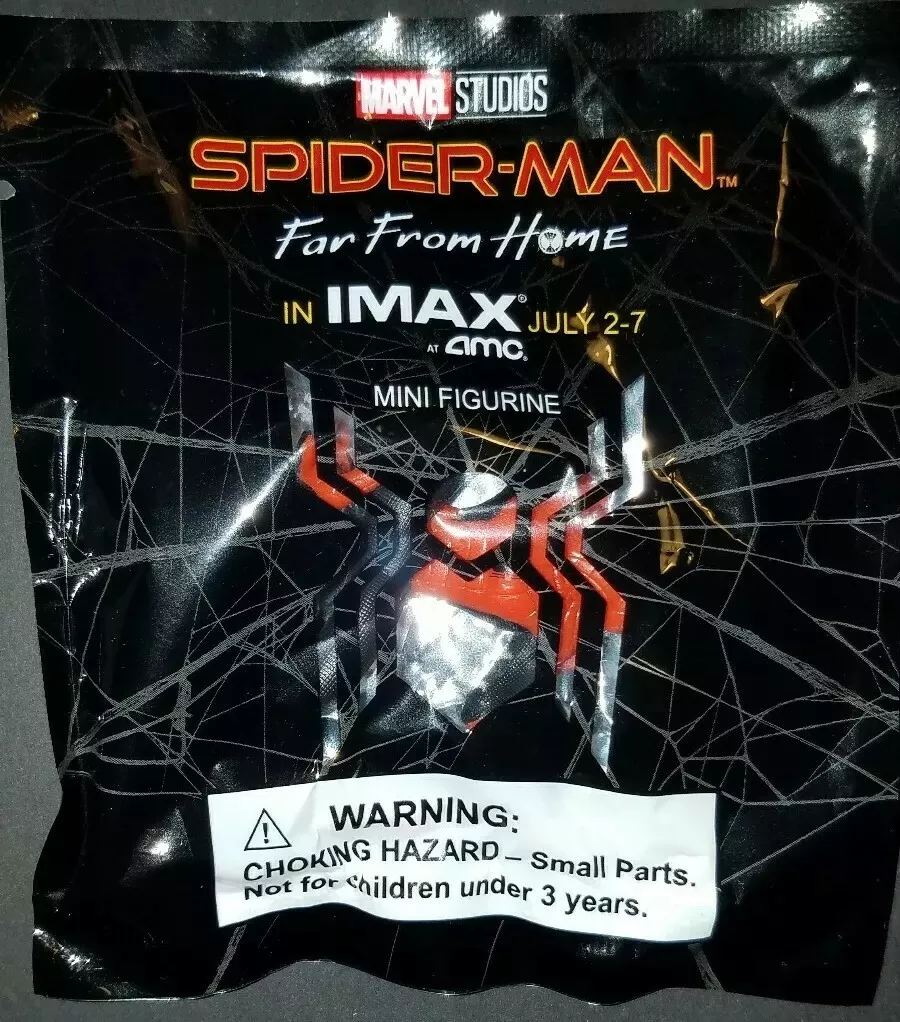 MARVEL STUDIOS
SPIDER-MAN™
Far From Home
IN IMAX® JULY 2-7
AT amc®
MINI FIGURINE
WARNING:
CHOKING HAZARD – Small Parts.
Not for children under 3 years.